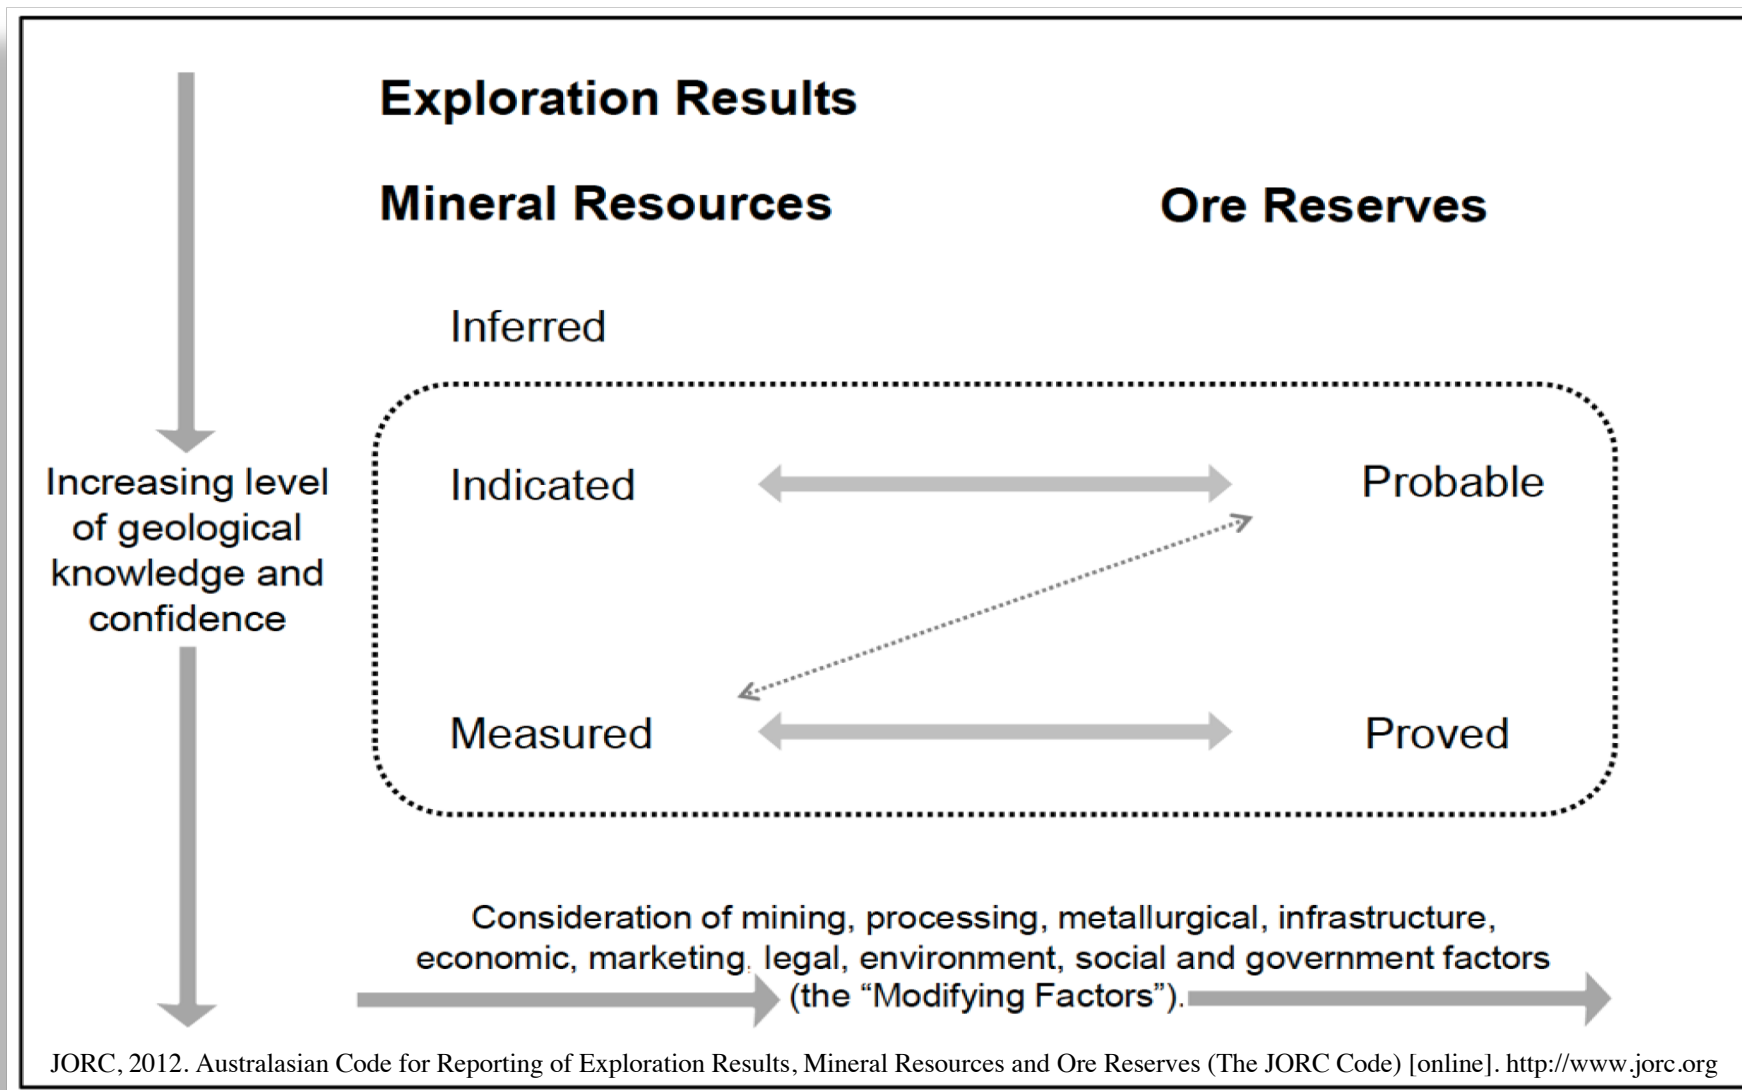 Exploration Results
Mineral Resources
Ore Reserves
Inferred
Increasing level
of geological
knowledge and
confidence
Indicated
Probable
Measured
Proved
Consideration of mining, processing, metallurgical, infrastructure,
economic, marketing, legal, environment, social and government factors
(the “Modifying Factors”).
JORC, 2012. Australasian Code for Reporting of Exploration Results, Mineral Resources and Ore Reserves (The JORC Code) [online]. http://www.jorc.org